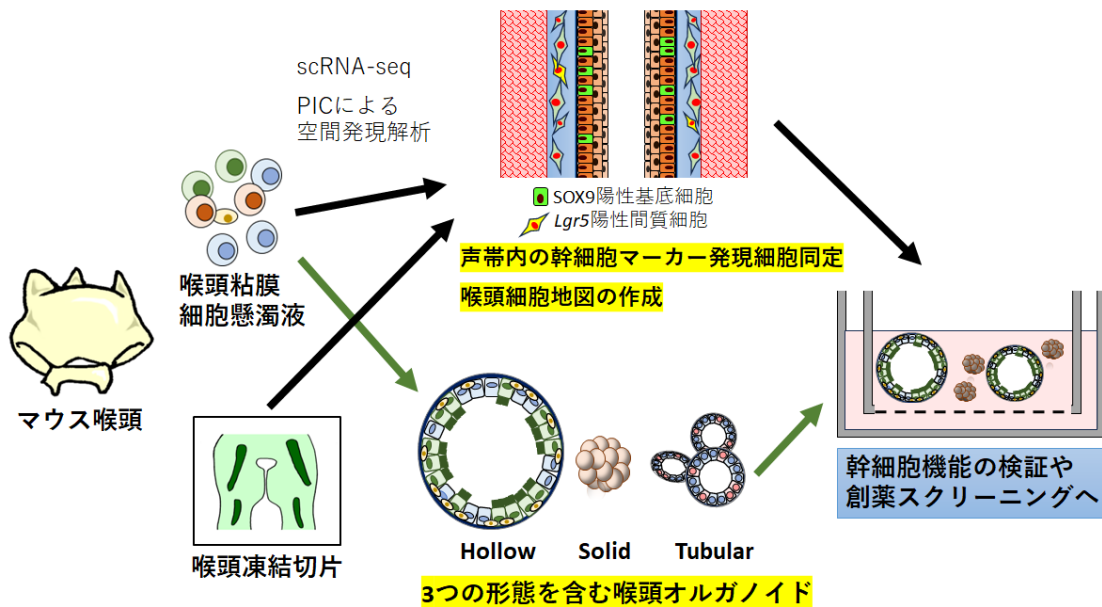 scRNA-seq
PICによる
空間発現解析
SOX9陽性基底細胞
Lgr5陽性間質細胞
声帯内の幹細胞マーカー発現細胞同定
喉頭細胞地図の作成
喉頭粘膜
細胞懸濁液
マウス喉頭
喉頭凍結切片
Hollow
Solid
Tubular
3つの形態を含む喉頭オルガノイド
幹細胞機能の検証や
創薬スクリーニングへ